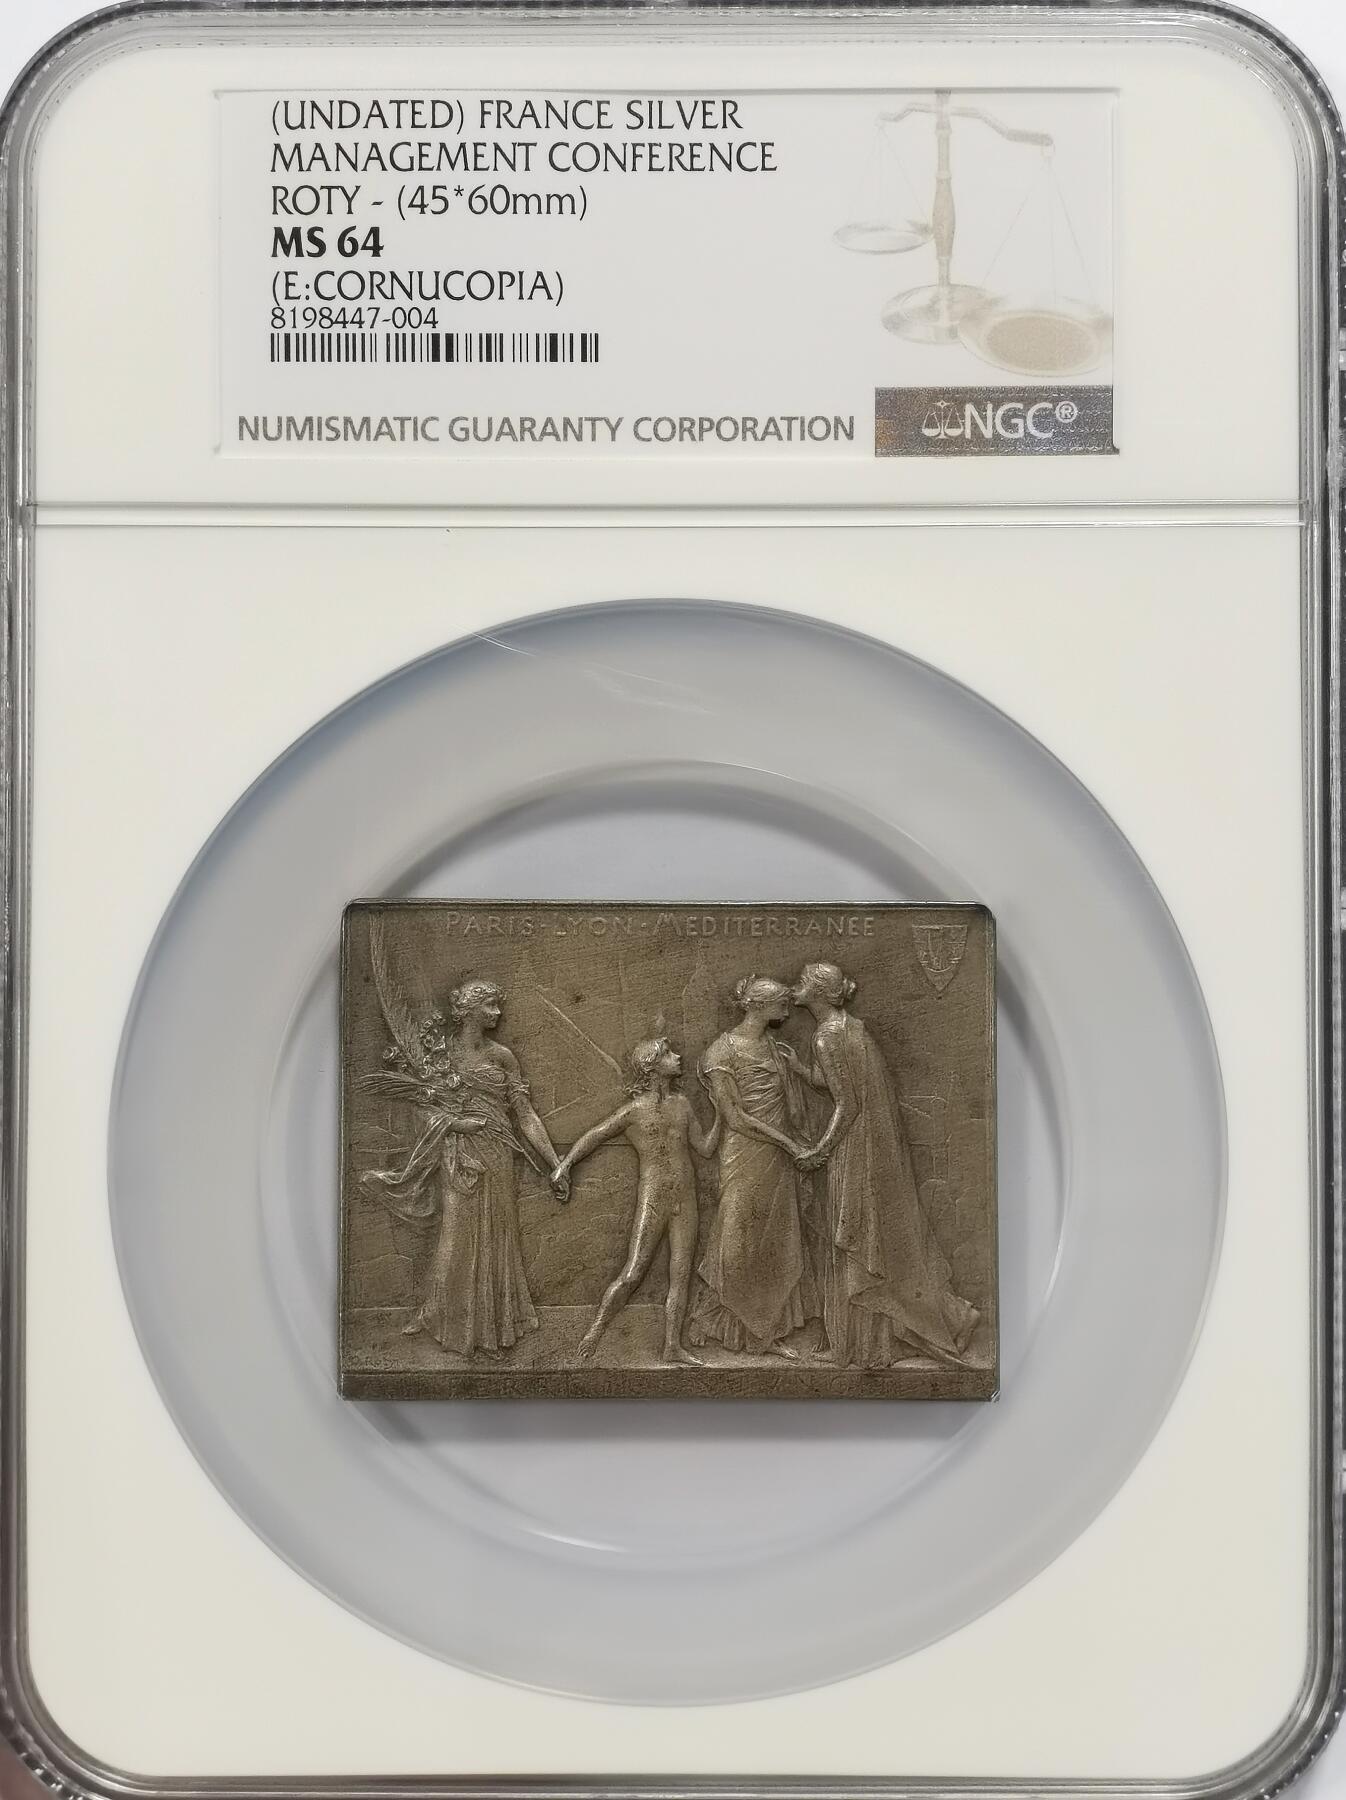 (UNDATED) FRANCE SILVER
MANAGEMENT CONFERENCE
ROTY - (45*60mm)
MS 64
(E:CORNUCOPIA)
8198447-004
NUMISMATIC GUARANTY CORPORATION
NGC®
PARIS-LYON·MEDITERRANEE
O. ROTY